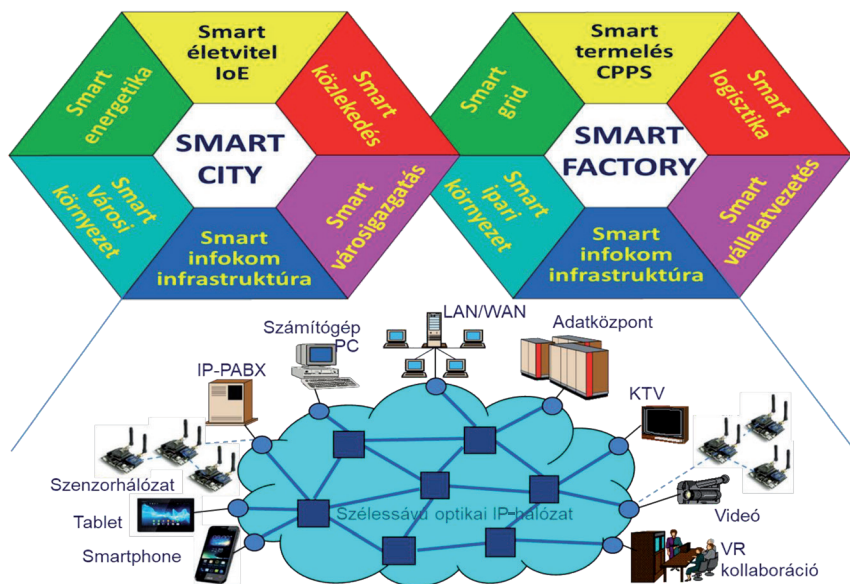 Smart
életvitel
IoE
Smart
energetika
Smart
közlekedés
SMART
CITY
Smart
Városi
környezet
Smart
városigazgatás
Smart
infokom
infrastruktúra
Smart
termelés
CPPS
Smart
grid
Smart
logisztika
SMART
FACTORY
Smart
ipari
környezet
Smart
vállalatvezetés
Smart
infokom
infrastruktúra
LAN/WAN
Számítógép
PC
Adatközpont
IP-PABX
KTV
Szenzorhálózat
Tablet
Szélessávú optikai IP-hálózat
Videó
Smartphone
VR
kollaboráció